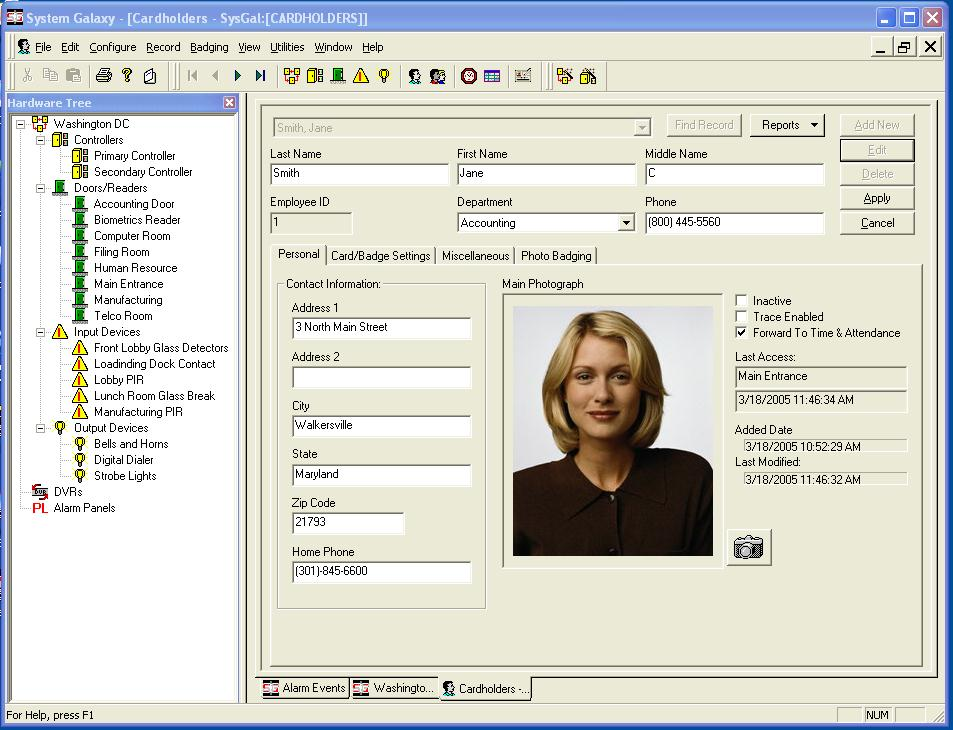 System Galaxy - [Cardholders - SysGal:[CARDHOLDERS]]
File Edit Configure Record Badging View Utilities Window Help
Hardware Tree
Washington DC
Controllers
Primary Controller
Secondary Controller
Doors/Readers
Accounting Door
Biometrics Reader
Computer Room
Filing Room
Human Resource
Main Entrance
Manufacturing
Telco Room
Input Devices
Front Lobby Glass Detectors
Loadinding Dock Contact
Lobby PIR
Lunch Room Glass Break
Manufacturing PIR
Output Devices
Bells and Horns
Digital Dialer
Strobe Lights
DVR DVRs
PL Alarm Panels
Smith, Jane Find Record Reports Add New
Edit
Delete
Apply
Cancel
Last Name First Name Middle Name
Smith Jane C
Employee ID Department Phone
1 Accounting (800) 445-5560
Personal Card/Badge Settings Miscellaneous Photo Badging
Contact Information:
Address 1
3 North Main Street
Address 2
City
Walkersville
State
Maryland
Zip Code
21793
Home Phone
(301)-845-6600
Main Photograph
Inactive
Trace Enabled
Forward To Time & Attendance
Last Access:
Main Entrance
3/18/2005 11:46:34 AM
Added Date
3/18/2005 10:52:29 AM
Last Modified:
3/18/2005 11:46:32 AM
SG Alarm Events SG Washingto... Cardholders -...
For Help, press F1 NUM